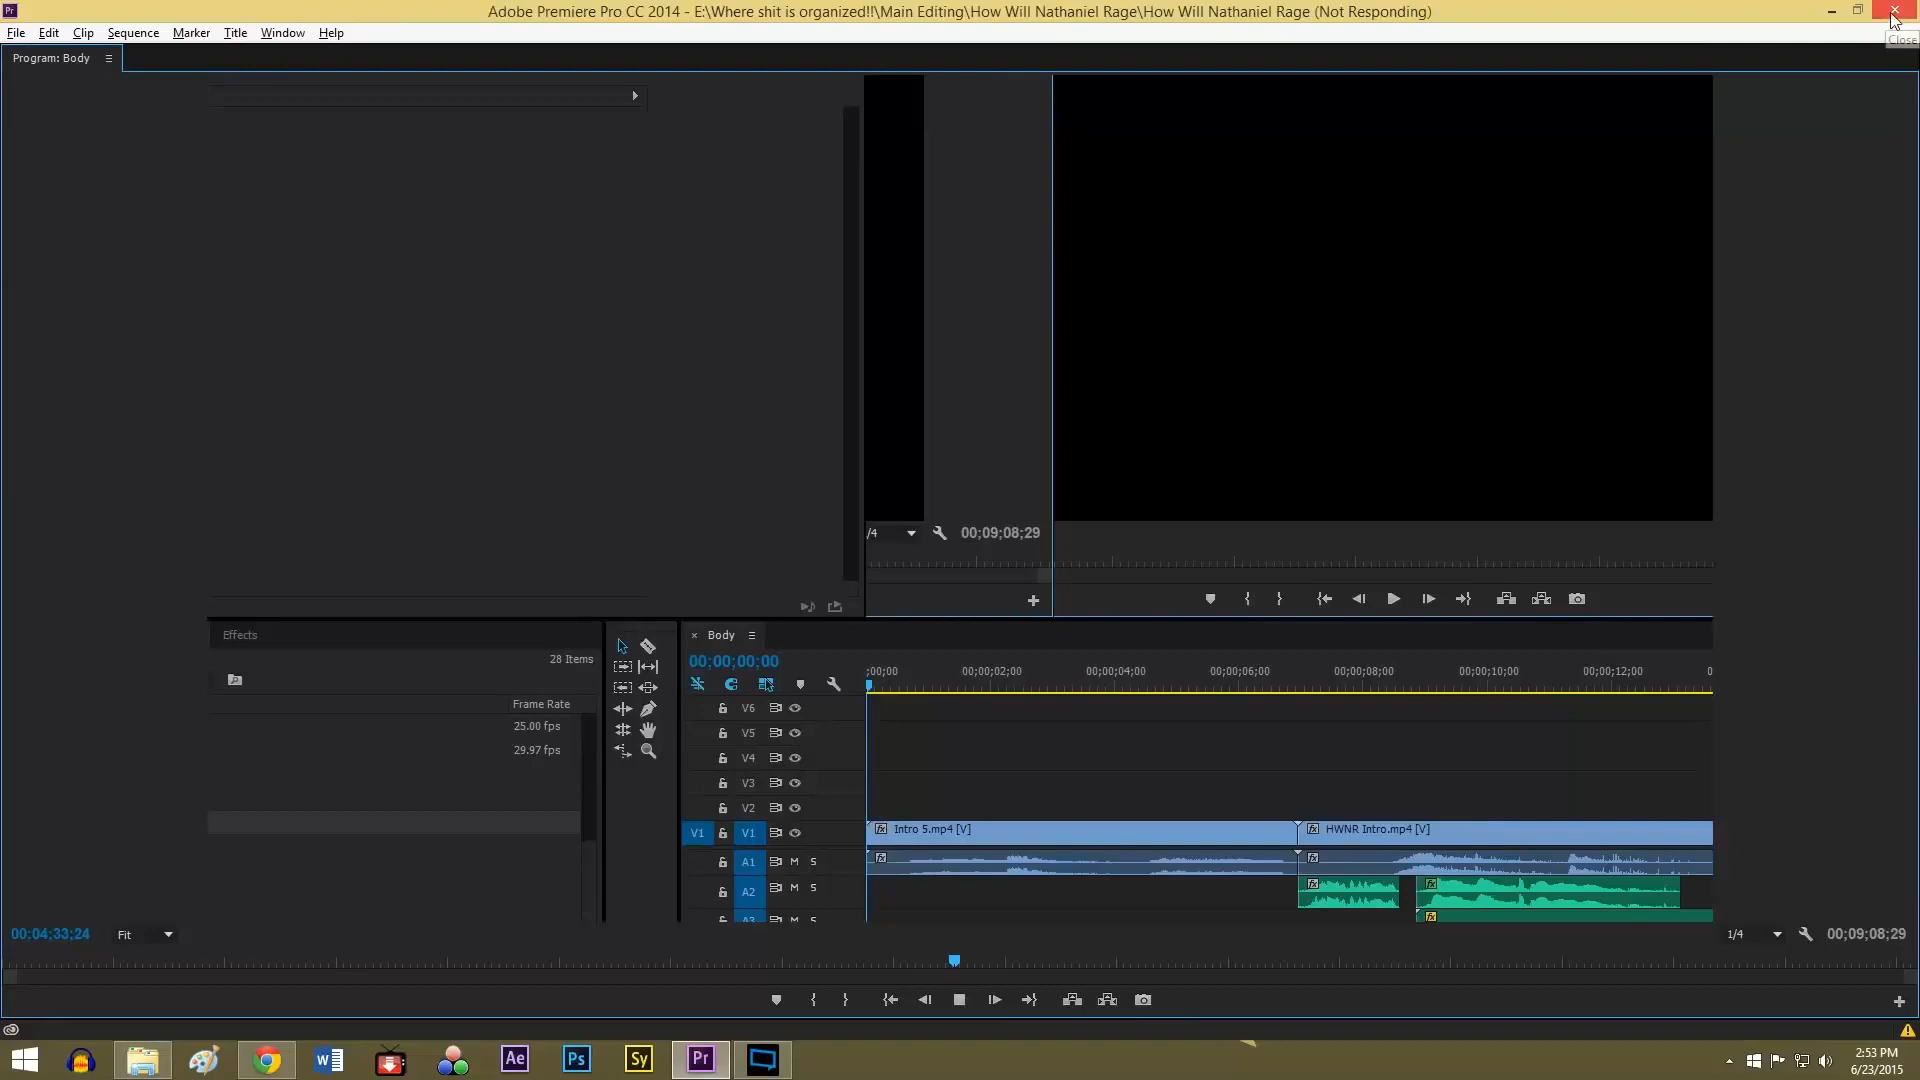 Pr
Adobe Premiere Pro CC 2014 - E:\Where shit is organized!!\Main Editing\How Will Nathaniel Rage\How Will Nathaniel Rage (Not Responding)
File Edit Clip Sequence Marker Title Window Help
Close
Program: Body
/4 00;09;08;29
Effects
Body
28 Items
00;00;00;00
;00;00 00;00;02;00 00;00;04;00 00;00;06;00 00;00;08;00 00;00;10;00 00;00;12;00 0
Frame Rate
25.00 fps
29.97 fps
V6
V5
V4
V3
V2
V1 V1 Intro 5.mp4 [V] HWNR Intro.mp4 [V]
A1 M S
A2 M S
A3 M S
00:04:33:24 Fit 1/4 00;09;08;29
W Ae Ps Sy Pr
2:53 PM
6/23/2015